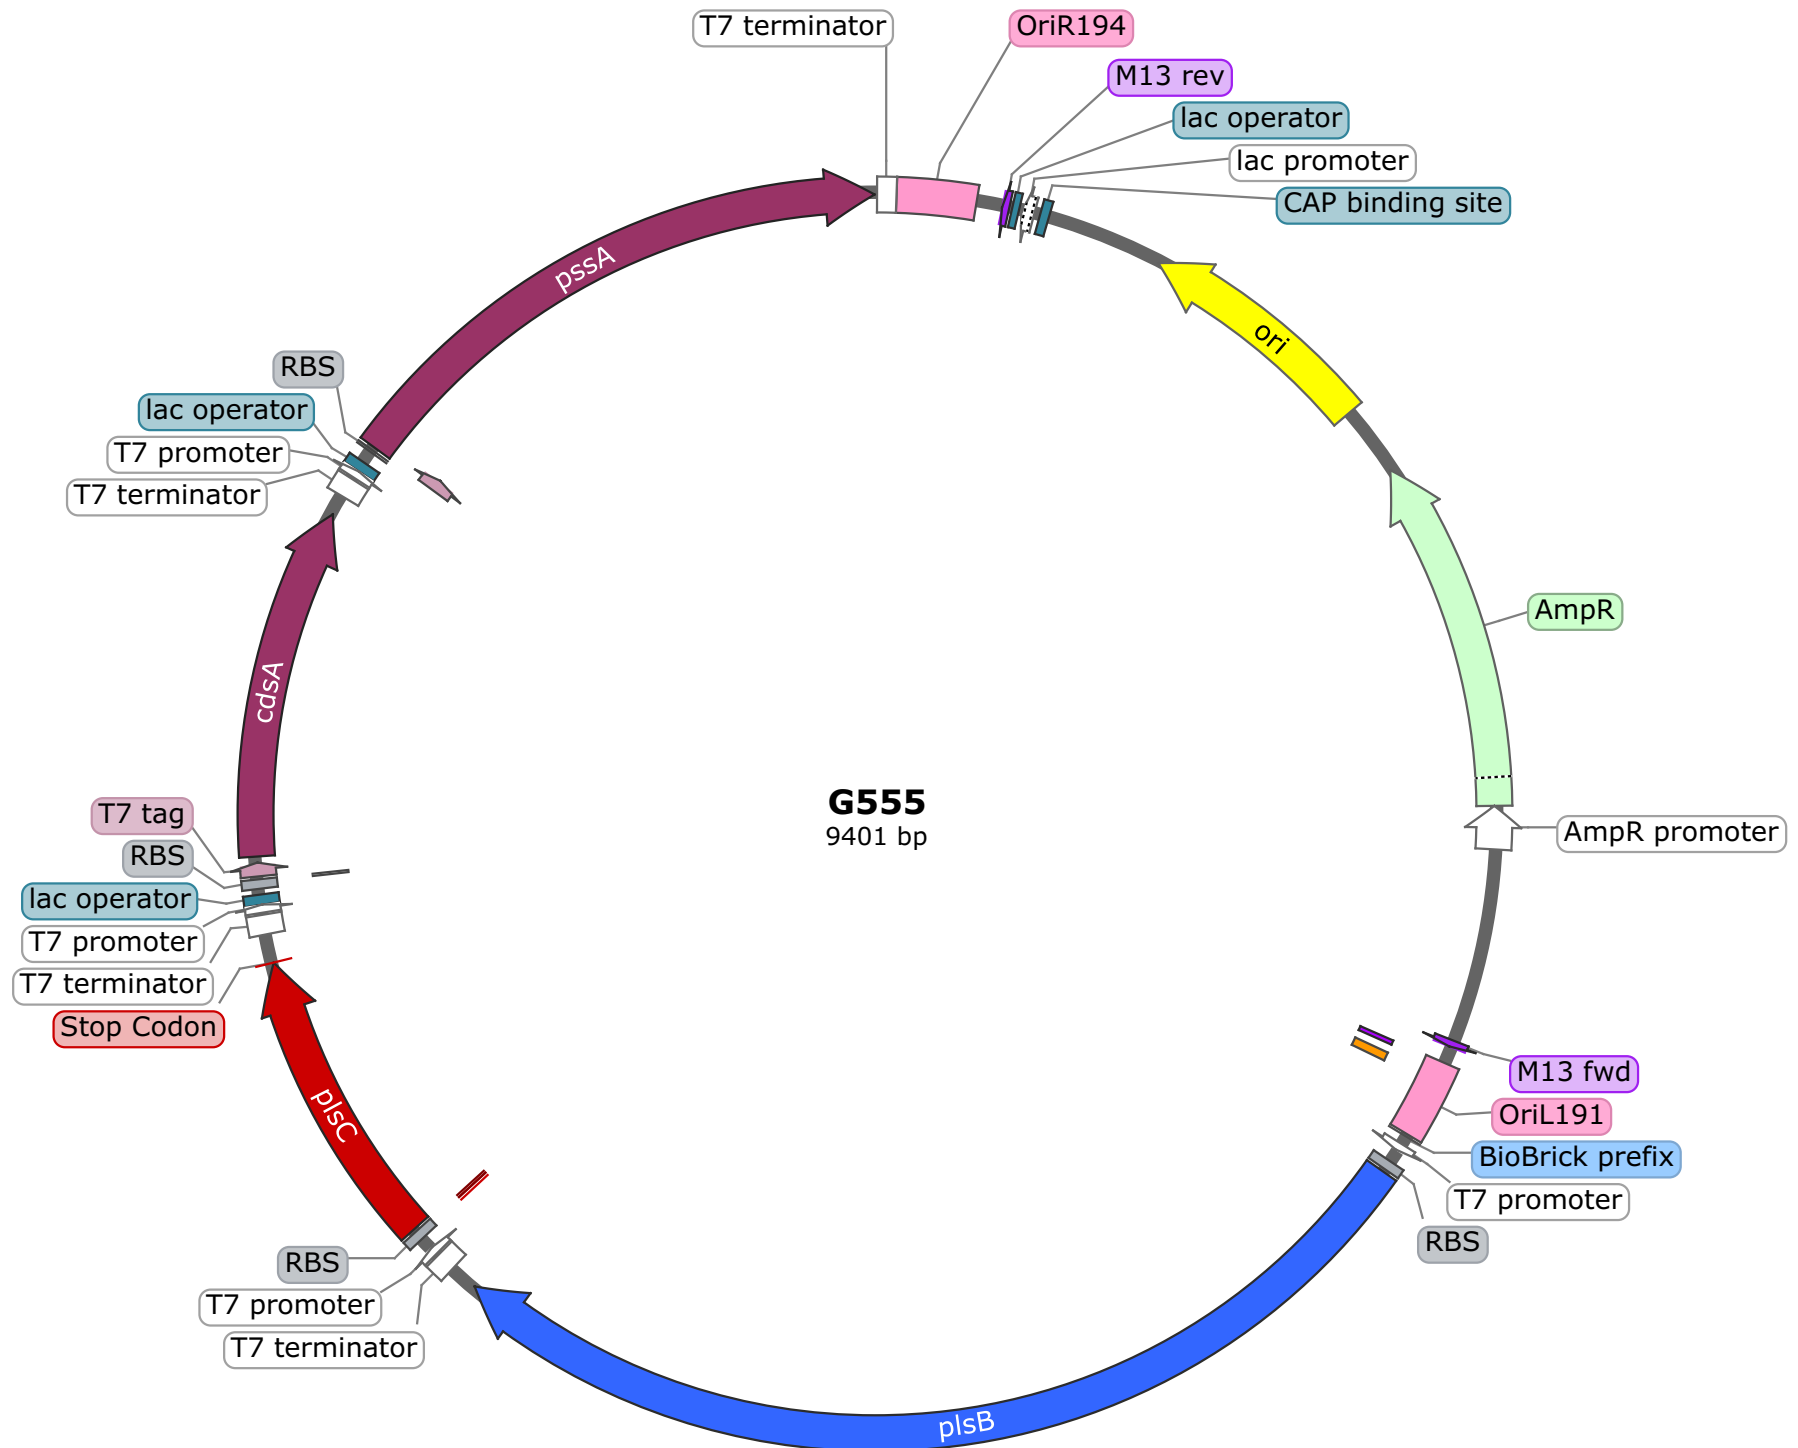 T7 terminator
OriR194
M13 rev
lac operator
lac promoter
CAP binding site
pssA
ori
RBS
lac operator
T7 promoter
T7 terminator
AmpR
cdsA
G555
9401 bp
T7 tag
RBS
lac operator
T7 promoter
T7 terminator
Stop Codon
AmpR promoter
M13 fwd
OriL191
BioBrick prefix
T7 promoter
RBS
plsC
RBS
T7 promoter
T7 terminator
plsB